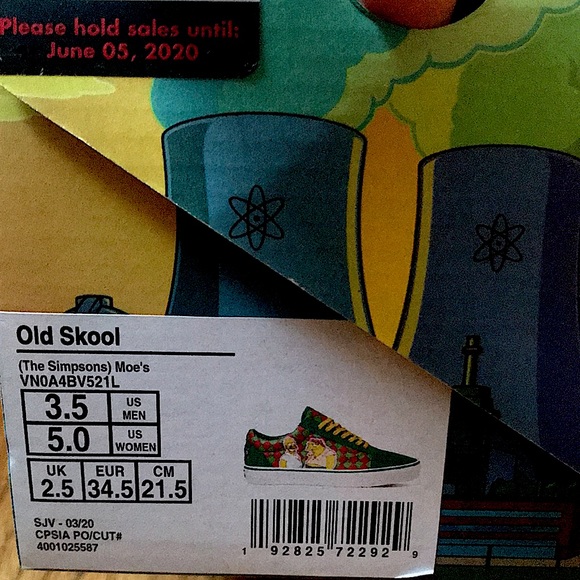 Please hold sales until:
June 05, 2020
Old Skool
(The Simpsons) Moe's
VN0A4BV521L
3.5 US MEN
5.0 US WOMEN
UK EUR CM
2.5 34.5 21.5
SJV - 03/20
CPSIA PO/CUT#
4001025587
1 92825 72292 9